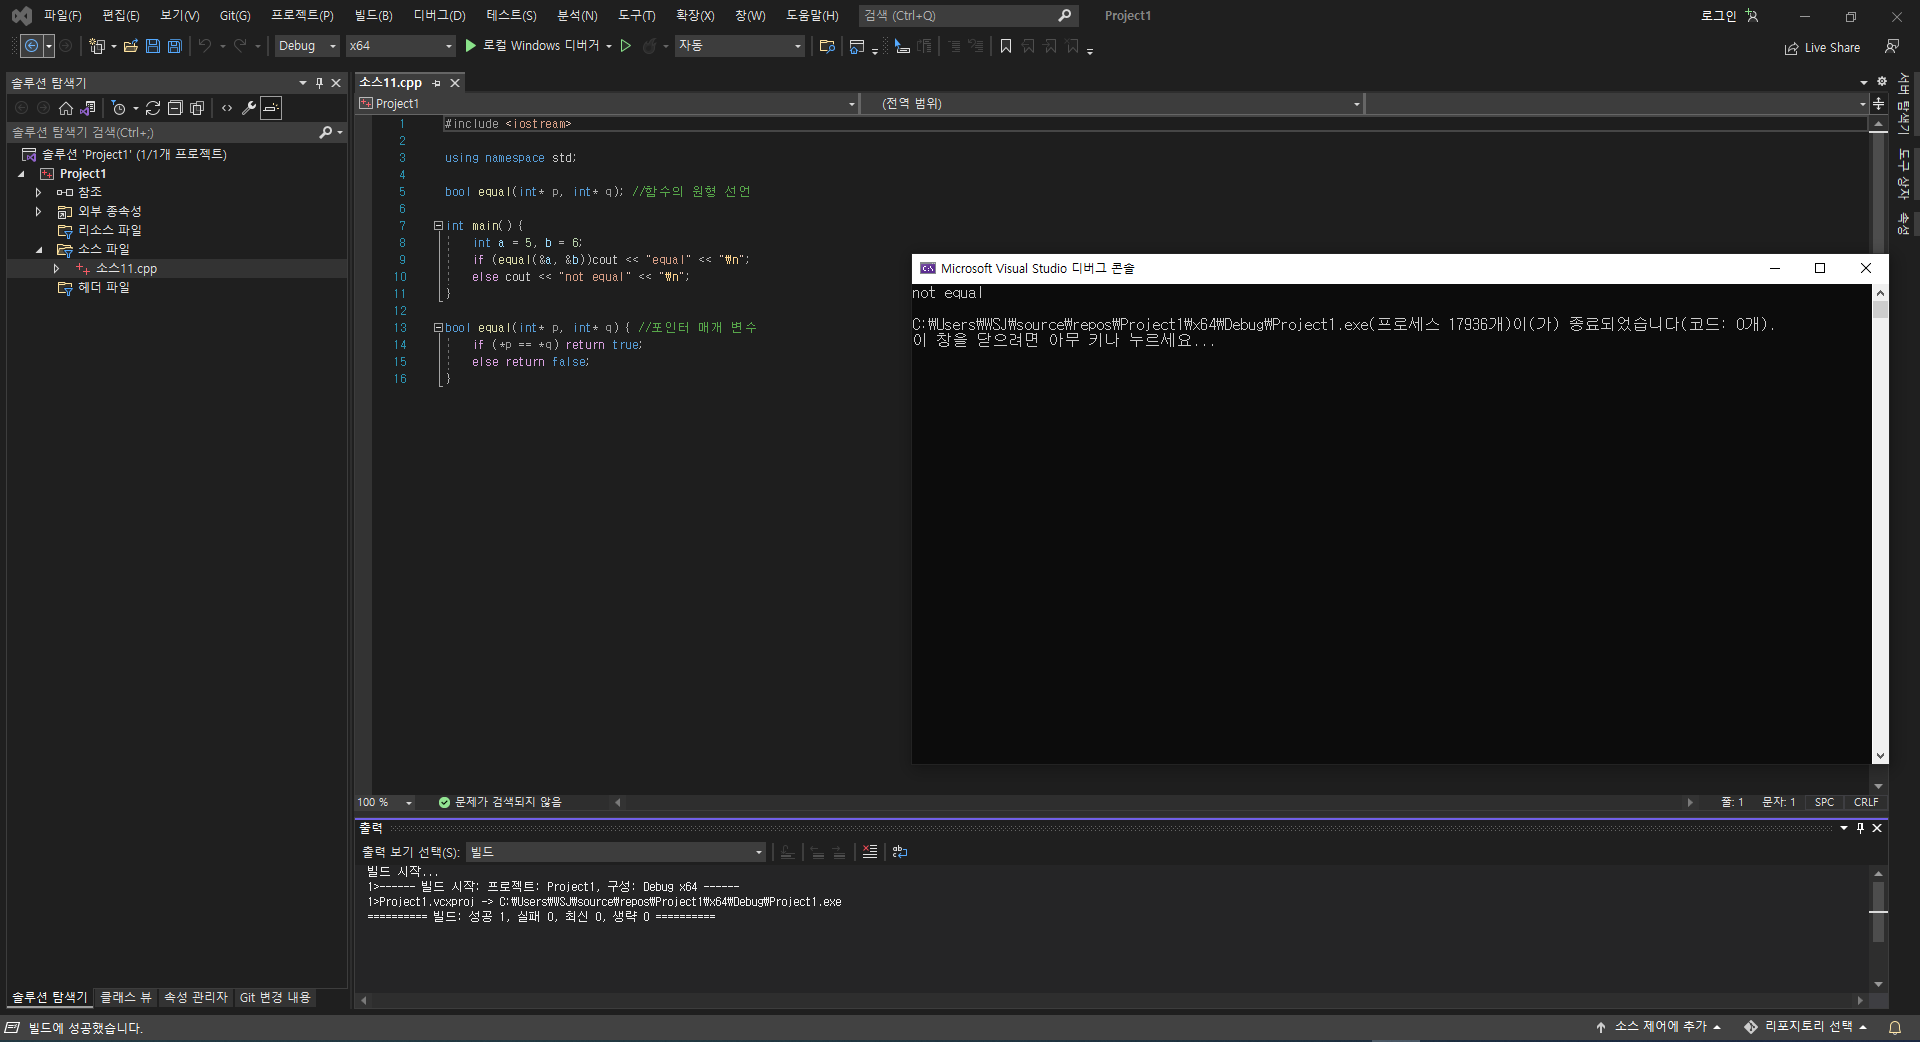 파일(F) 편집(E) 보기(V) Git(G) 프로젝트(P) 빌드(B) 디버그(D) 테스트(S) 분석(N) 도구(T) 확장(X) 창(W) 도움말(H) 검색 (Ctrl+Q) Project1 로그인
Debug x64 로컬 Windows 디버거 자동 Live Share
솔루션 탐색기
솔루션 탐색기 검색(Ctrl+;)
솔루션 'Project1' (1/1개 프로젝트)
Project1
참조
외부 종속성
리소스 파일
소스 파일
소스11.cpp
헤더 파일
솔루션 탐색기 클래스 뷰 속성 관리자 Git 변경 내용
소스11.cpp
Project1 (전역 범위)
1 #include <iostream>
2
3 using namespace std;
4
5 bool equal(int* p, int* q); //함수의 원형 선언
6
7 int main() {
8 int a = 5, b = 6;
9 if (equal(&a, &b))cout << "equal" << "₩n";
10 else cout << "not equal" << "₩n";
11 }
12
13 bool equal(int* p, int* q) { //포인터 매개 변수
14 if (*p == *q) return true;
15 else return false;
16 }
Microsoft Visual Studio 디버그 콘솔
not equal
C:₩Users₩WSJ₩source₩repos₩Project1₩x64₩Debug₩Project1.exe(프로세스 17936개)이(가) 종료되었습니다(코드: 0개).
이 창을 닫으려면 아무 키나 누르세요...
서버 탐색기
도구 상자
속성
100 % 문제가 검색되지 않음 줄: 1 문자: 1 SPC CRLF
출력
출력 보기 선택(S): 빌드
빌드 시작...
1>------ 빌드 시작: 프로젝트: Project1, 구성: Debug x64 ------
1>Project1.vcxproj -> C:₩Users₩WSJ₩source₩repos₩Project1₩x64₩Debug₩Project1.exe
========== 빌드: 성공 1, 실패 0, 최신 0, 생략 0 ==========
빌드에 성공했습니다. 소스 제어에 추가 리포지토리 선택